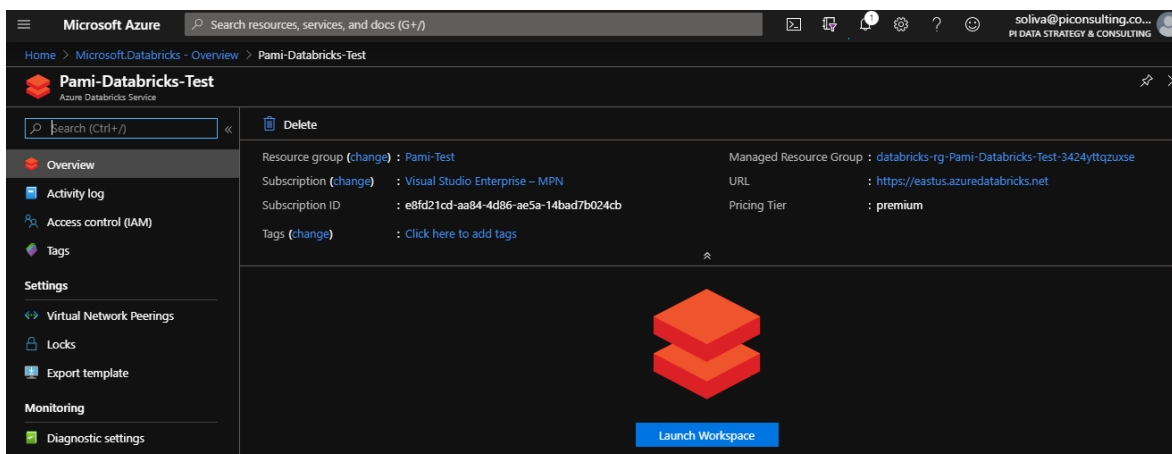 Microsoft Azure
Search resources, services, and docs (G+/)
1
soliva@piconsulting.co...
PI DATA STRATEGY & CONSULTING
Home > Microsoft.Databricks - Overview > Pami-Databricks-Test
Pami-Databricks-Test
Azure Databricks Service
Search (Ctrl+/)
«
Overview
Activity log
Access control (IAM)
Tags
Settings
Virtual Network Peerings
Locks
Export template
Monitoring
Diagnostic settings
Delete
Resource group (change) : Pami-Test
Subscription (change) : Visual Studio Enterprise – MPN
Subscription ID : e8fd21cd-aa84-4d86-ae5a-14bad7b024cb
Tags (change) : Click here to add tags
Managed Resource Group : databricks-rg-Pami-Databricks-Test-3424yttqzuxse
URL : https://eastus.azuredatabricks.net
Pricing Tier : premium
Launch Workspace